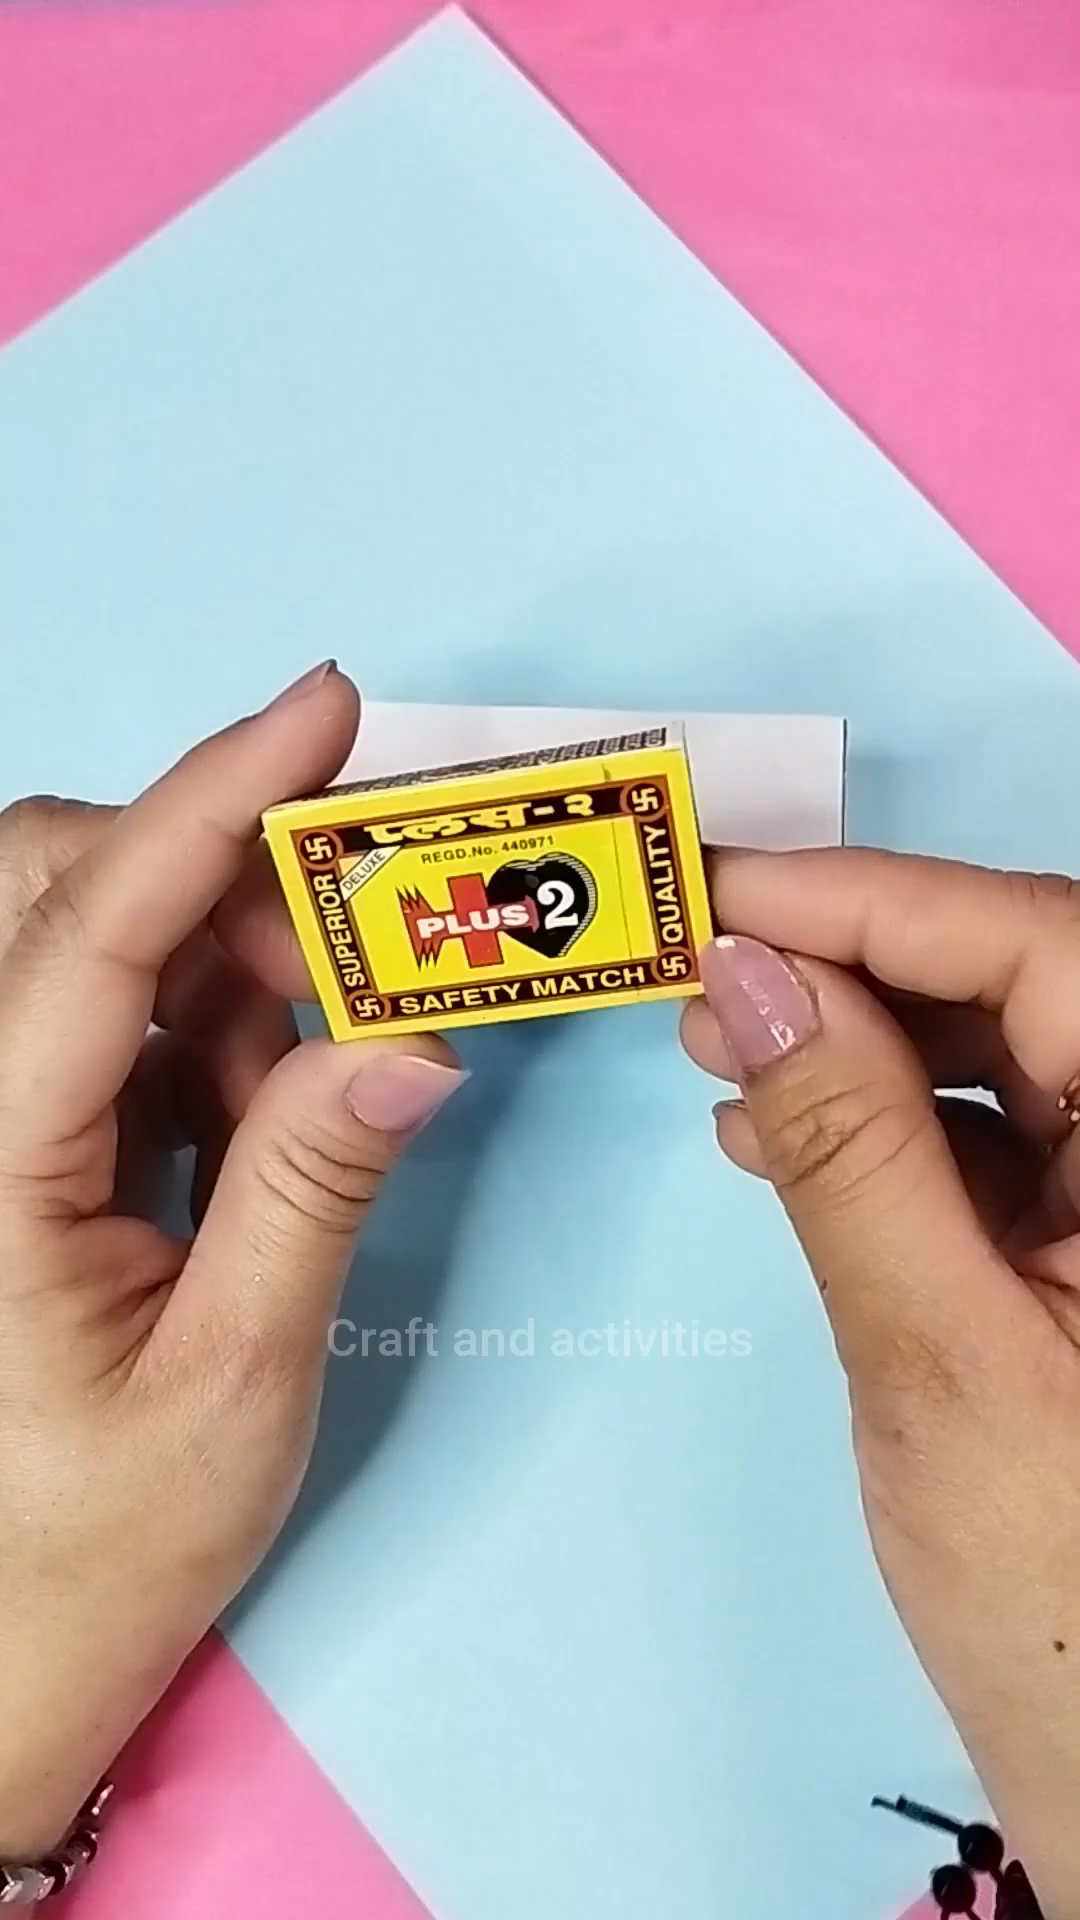 प्लस-२
REGD.No. 440971
DELUXE
SUPERIOR
PLUS 2
QUALITY
SAFETY MATCH
Craft and activities